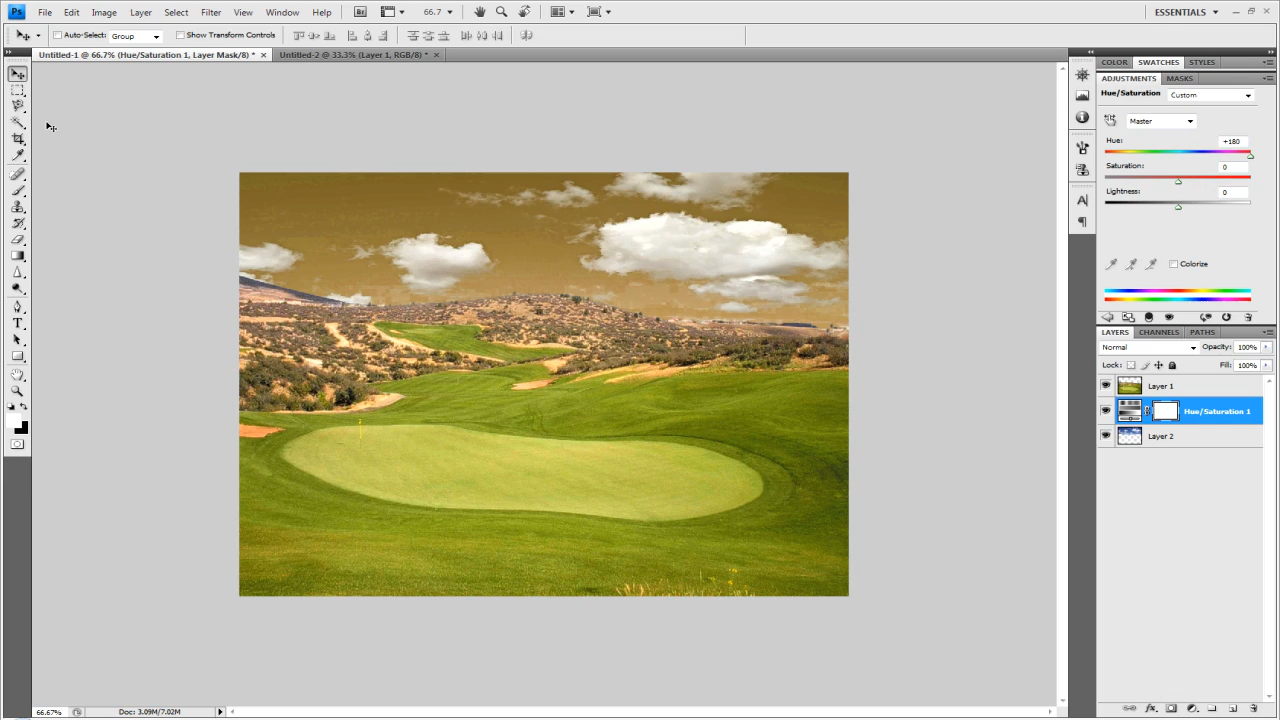 Ps File Edit Image Layer Select Filter View Window Help Br 66.7 ESSENTIALS
Auto-Select: Group Show Transform Controls
Untitled-1 @ 66.7% (Hue/Saturation 1, Layer Mask/8) * Untitled-2 @ 33.3% (Layer 1, RGB/8) *
COLOR SWATCHES STYLES
ADJUSTMENTS MASKS
Hue/Saturation Custom
Master
Hue: +180
Saturation: 0
Lightness: 0
Colorize
LAYERS CHANNELS PATHS
Normal Opacity: 100%
Lock: Fill: 100%
Layer 1
Hue/Saturation 1
Layer 2
66.67% Doc: 3.09M/7.02M